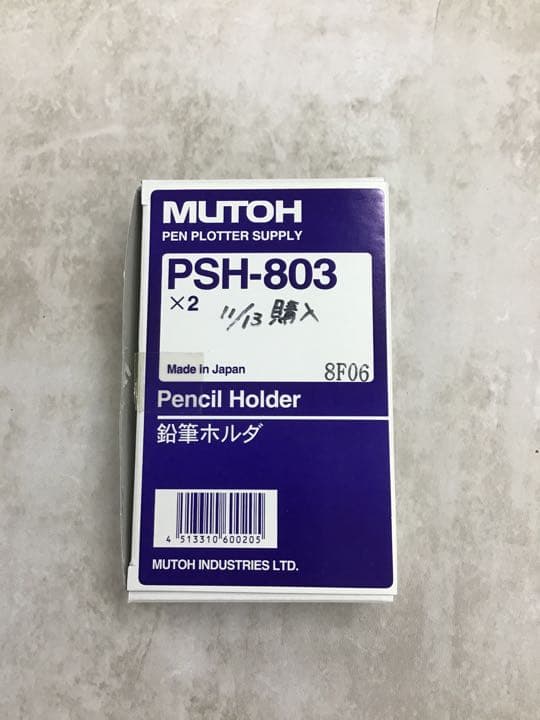 MUTOH
PEN PLOTTER SUPPLY
PSH-803
×2 11/13 購入
Made in Japan 8F06
Pencil Holder
鉛筆ホルダ
4 513310 600205
MUTOH INDUSTRIES LTD.